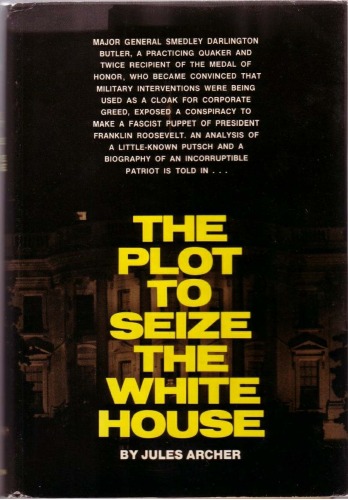 MAJOR GENERAL SMEDLEY DARLINGTON
BUTLER, A PRACTICING QUAKER AND
TWICE RECIPIENT OF THE MEDAL OF
HONOR, WHO BECAME CONVINCED THAT
MILITARY INTERVENTIONS WERE BEING
USED AS A CLOAK FOR CORPORATE
GREED, EXPOSED A CONSPIRACY TO
MAKE A FASCIST PUPPET OF PRESIDENT
FRANKLIN ROOSEVELT. AN ANALYSIS OF
A LITTLE-KNOWN PUTSCH AND A
BIOGRAPHY OF AN INCORRUPTIBLE
PATRIOT IS TOLD IN . . .
THE
PLOT
TO
SEIZE
THE
WHITE
HOUSE
BY JULES ARCHER